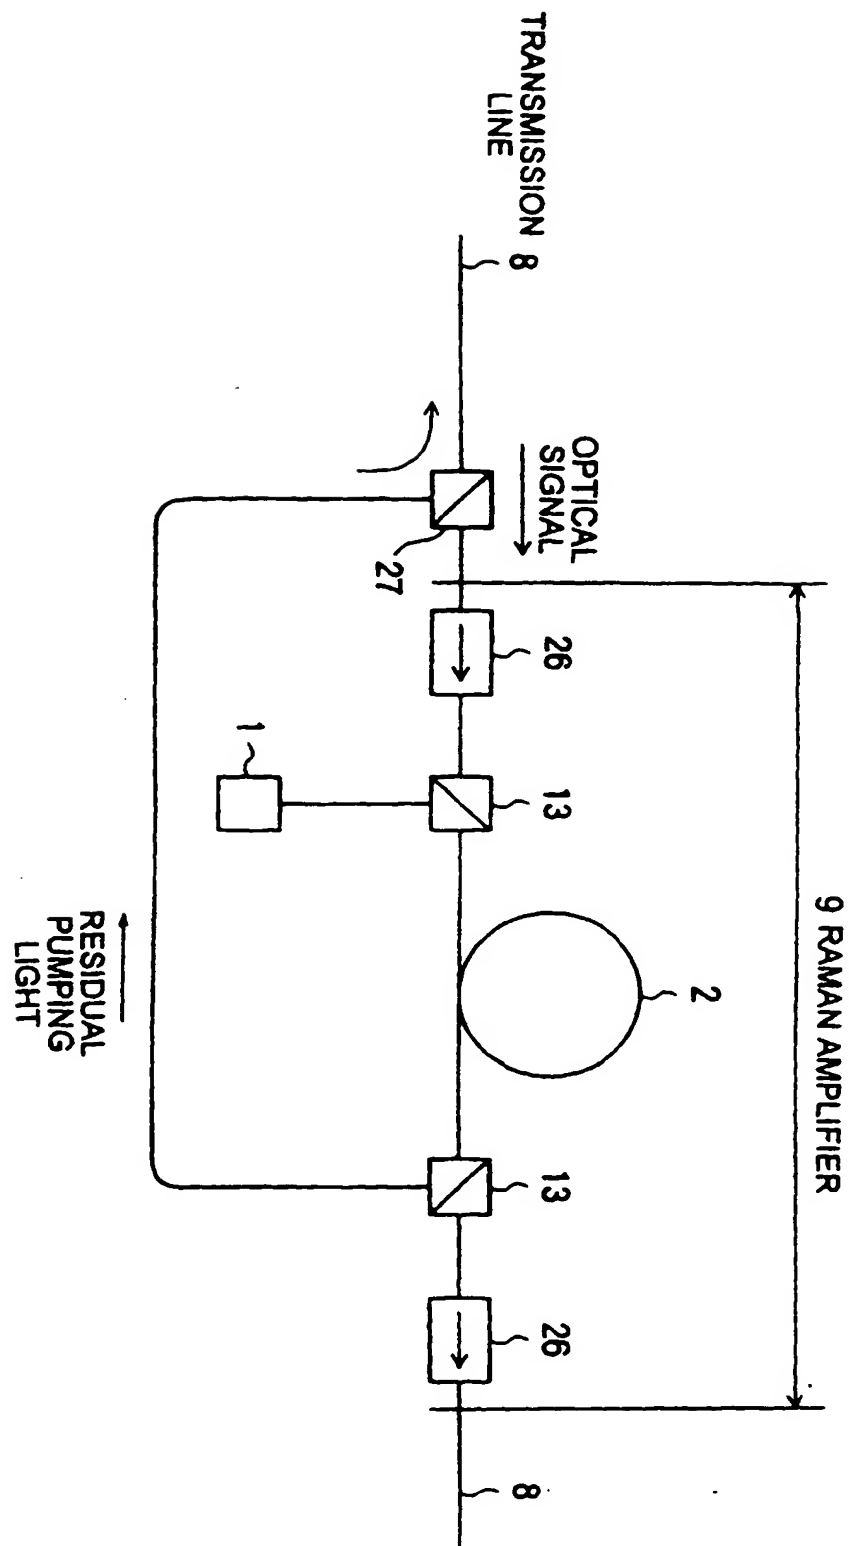 9 RAMAN AMPLIFIER
2
OPTICAL
SIGNAL
26
13
13
26
TRANSMISSION
LINE
8
8
27
1
RESIDUAL
PUMPING
LIGHT